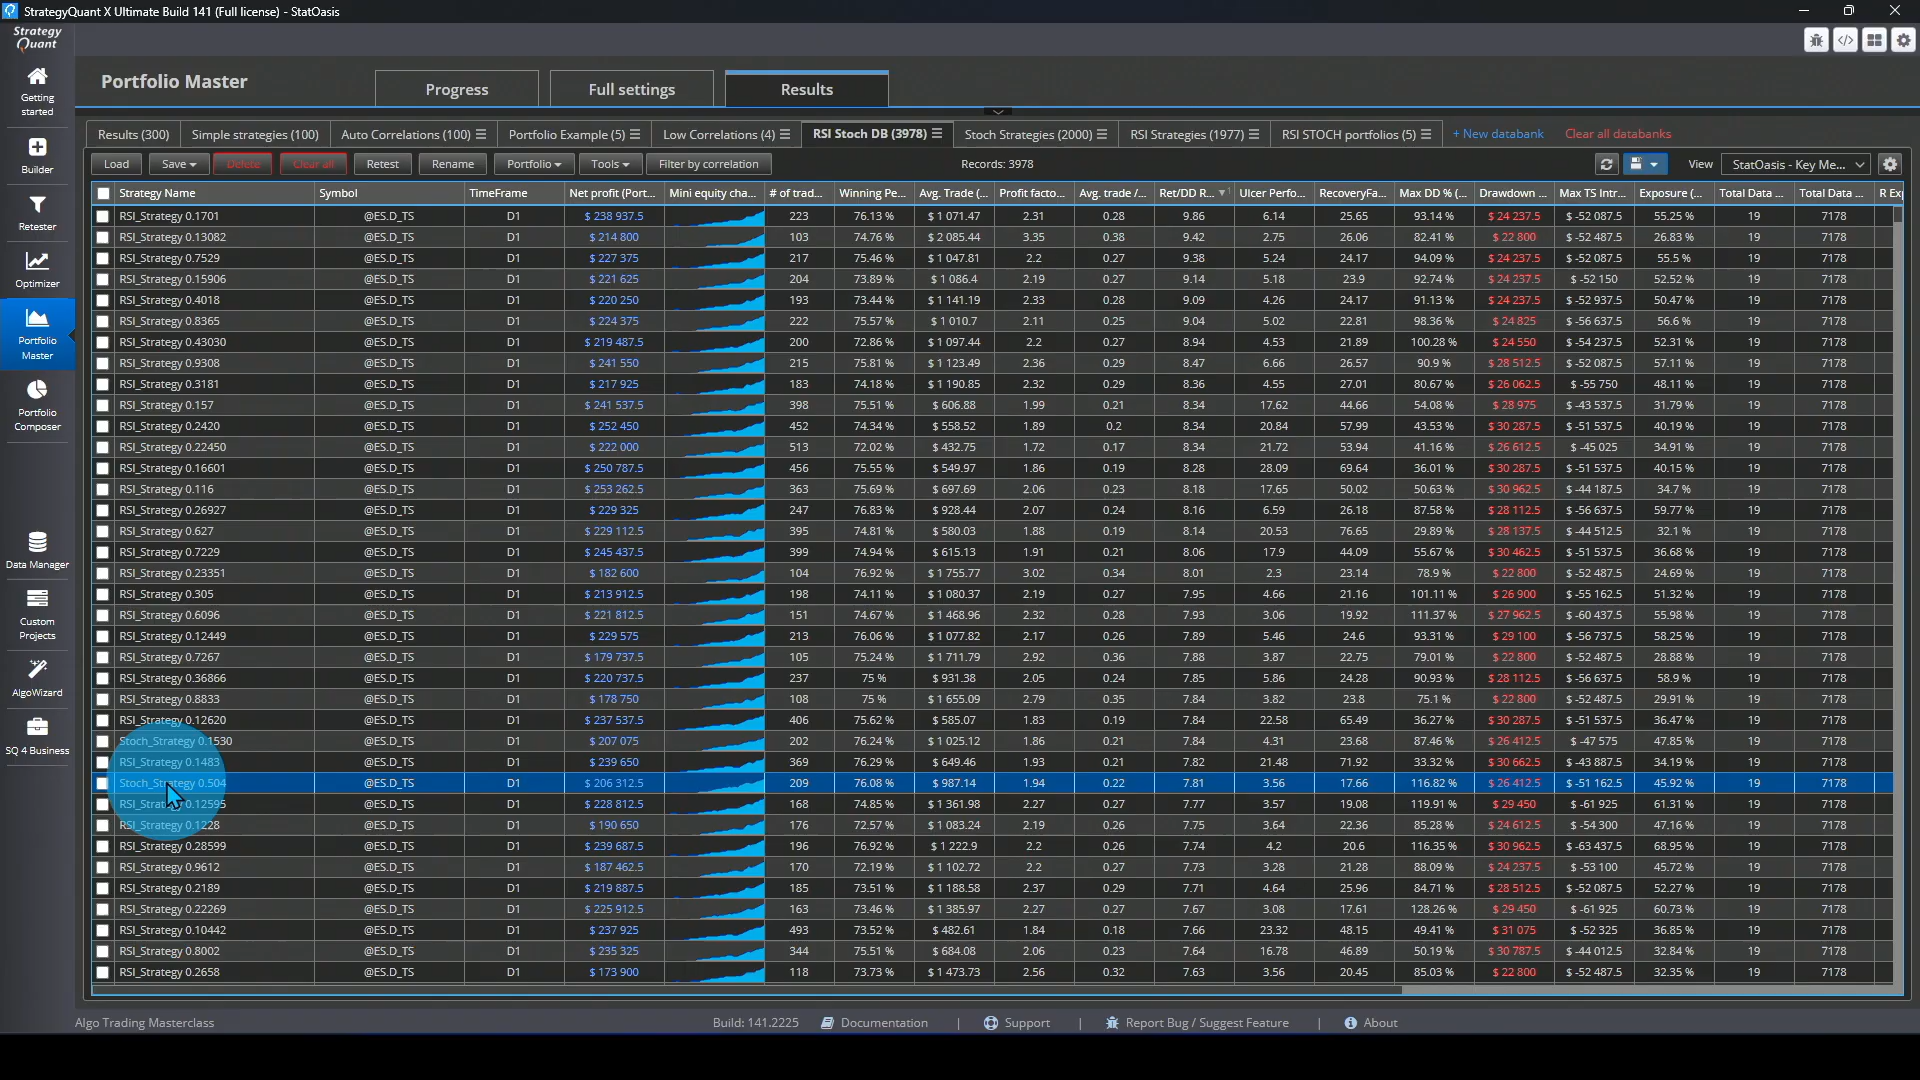 StrategyQuant X Ultimate Build 141 (Full license) - StatOasis
Strategy Quant
Portfolio Master
Progress
Full settings
Results
Getting started
Builder
Retester
Optimizer
Portfolio Master
Portfolio Composer
Data Manager
Custom Projects
AlgoWizard
SQ 4 Business
Results (300) Simple strategies (100) Auto Correlations (100) Portfolio Example (5) Low Correlations (4) RSI Stoch DB (3978) Stoch Strategies (2000) RSI Strategies (1977) RSI STOCH portfolios (5) + New databank Clear all databanks
Load Save Delete Clear all Retest Rename Portfolio Tools Filter by correlation Records: 3978 View StatOasis - Key Me...
Strategy Name Symbol TimeFrame Net profit (Port... Mini equity cha... # of trad... Winning Pe... Avg. Trade (... Profit facto... Avg. trade /... Ret/DD R... Ulcer Perfo... RecoveryFa... Max DD % (... Drawdown ... Max TS Intr... Exposure (... Total Data ... Total Data ... R Ex
RSI_Strategy 0.1701 @ES.D_TS D1 $ 238 937.5 223 76.13 % $ 1 071.47 2.31 0.28 9.86 6.14 25.65 93.14 % $ 24 237.5 $ -52 087.5 55.25 % 19 7178
RSI_Strategy 0.13082 @ES.D_TS D1 $ 214 800 103 74.76 % $ 2 085.44 3.35 0.38 9.42 2.75 26.06 82.41 % $ 22 800 $ -52 487.5 26.83 % 19 7178
RSI_Strategy 0.7529 @ES.D_TS D1 $ 227 375 217 75.46 % $ 1 047.81 2.2 0.27 9.38 5.24 24.17 94.09 % $ 24 237.5 $ -52 087.5 55.5 % 19 7178
RSI_Strategy 0.15906 @ES.D_TS D1 $ 221 625 204 73.89 % $ 1 086.4 2.19 0.27 9.14 5.18 23.9 92.74 % $ 24 237.5 $ -52 150 52.52 % 19 7178
RSI_Strategy 0.4018 @ES.D_TS D1 $ 220 250 193 73.44 % $ 1 141.19 2.33 0.28 9.09 4.26 24.17 91.13 % $ 24 237.5 $ -52 937.5 50.47 % 19 7178
RSI_Strategy 0.8365 @ES.D_TS D1 $ 224 375 222 75.57 % $ 1 010.7 2.11 0.25 9.04 5.02 22.81 98.36 % $ 24 825 $ -56 637.5 56.6 % 19 7178
RSI_Strategy 0.43030 @ES.D_TS D1 $ 219 487.5 200 72.86 % $ 1 097.44 2.2 0.27 8.94 4.53 21.89 100.28 % $ 24 550 $ -54 237.5 52.31 % 19 7178
RSI_Strategy 0.9308 @ES.D_TS D1 $ 241 550 215 75.81 % $ 1 123.49 2.36 0.29 8.47 6.66 26.57 90.9 % $ 28 512.5 $ -52 087.5 57.11 % 19 7178
RSI_Strategy 0.3181 @ES.D_TS D1 $ 217 925 183 74.18 % $ 1 190.85 2.32 0.29 8.36 4.55 27.01 80.67 % $ 26 062.5 $ -55 750 48.11 % 19 7178
RSI_Strategy 0.157 @ES.D_TS D1 $ 241 537.5 398 75.51 % $ 606.88 1.99 0.21 8.34 17.62 44.66 54.08 % $ 28 975 $ -43 537.5 31.79 % 19 7178
RSI_Strategy 0.2420 @ES.D_TS D1 $ 252 450 452 74.34 % $ 558.52 1.89 0.2 8.34 20.84 57.99 43.53 % $ 30 287.5 $ -51 537.5 40.19 % 19 7178
RSI_Strategy 0.22450 @ES.D_TS D1 $ 222 000 513 72.02 % $ 432.75 1.72 0.17 8.34 21.72 53.94 41.16 % $ 26 612.5 $ -45 025 34.91 % 19 7178
RSI_Strategy 0.16601 @ES.D_TS D1 $ 250 787.5 456 75.55 % $ 549.97 1.86 0.19 8.28 28.09 69.64 36.01 % $ 30 287.5 $ -51 537.5 40.15 % 19 7178
RSI_Strategy 0.116 @ES.D_TS D1 $ 253 262.5 363 75.69 % $ 697.69 2.06 0.23 8.18 17.65 50.02 50.63 % $ 30 962.5 $ -44 187.5 34.7 % 19 7178
RSI_Strategy 0.26927 @ES.D_TS D1 $ 229 325 247 76.83 % $ 928.44 2.07 0.24 8.16 6.59 26.18 87.58 % $ 28 112.5 $ -56 637.5 59.77 % 19 7178
RSI_Strategy 0.627 @ES.D_TS D1 $ 229 112.5 395 74.81 % $ 580.03 1.88 0.19 8.14 20.53 76.65 29.89 % $ 28 137.5 $ -44 512.5 32.1 % 19 7178
RSI_Strategy 0.7229 @ES.D_TS D1 $ 245 437.5 399 74.94 % $ 615.13 1.91 0.21 8.06 17.9 44.09 55.67 % $ 30 462.5 $ -51 537.5 36.68 % 19 7178
RSI_Strategy 0.23351 @ES.D_TS D1 $ 182 600 104 76.92 % $ 1 755.77 3.02 0.34 8.01 2.3 23.14 78.9 % $ 22 800 $ -52 487.5 24.69 % 19 7178
RSI_Strategy 0.305 @ES.D_TS D1 $ 213 912.5 198 74.11 % $ 1 080.37 2.19 0.27 7.95 4.66 21.16 101.11 % $ 26 900 $ -55 162.5 51.32 % 19 7178
RSI_Strategy 0.6096 @ES.D_TS D1 $ 221 812.5 151 74.67 % $ 1 468.96 2.32 0.28 7.93 3.06 19.92 111.37 % $ 27 962.5 $ -60 437.5 55.98 % 19 7178
RSI_Strategy 0.12449 @ES.D_TS D1 $ 229 575 213 76.06 % $ 1 077.82 2.17 0.26 7.89 5.46 24.6 93.31 % $ 29 100 $ -56 737.5 58.25 % 19 7178
RSI_Strategy 0.7267 @ES.D_TS D1 $ 179 737.5 105 75.24 % $ 1 711.79 2.92 0.36 7.88 3.87 22.75 79.01 % $ 22 800 $ -52 487.5 28.88 % 19 7178
RSI_Strategy 0.36866 @ES.D_TS D1 $ 220 737.5 237 75 % $ 931.38 2.05 0.24 7.85 5.86 24.28 90.93 % $ 28 112.5 $ -56 637.5 58.9 % 19 7178
RSI_Strategy 0.8833 @ES.D_TS D1 $ 178 750 108 75 % $ 1 655.09 2.79 0.35 7.84 3.82 23.8 75.1 % $ 22 800 $ -52 487.5 29.91 % 19 7178
RSI_Strategy 0.12620 @ES.D_TS D1 $ 237 537.5 406 75.62 % $ 585.07 1.83 0.19 7.84 22.58 65.49 36.27 % $ 30 287.5 $ -51 537.5 36.47 % 19 7178
Stoch_Strategy 0.1530 @ES.D_TS D1 $ 207 075 202 76.24 % $ 1 025.12 1.86 0.21 7.84 4.31 23.68 87.46 % $ 26 412.5 $ -47 575 47.85 % 19 7178
RSI_Strategy 0.1483 @ES.D_TS D1 $ 239 650 369 76.29 % $ 649.46 1.93 0.21 7.82 21.48 71.92 33.32 % $ 30 662.5 $ -43 887.5 34.19 % 19 7178
Stoch_Strategy 0.504 @ES.D_TS D1 $ 206 312.5 209 76.08 % $ 987.14 1.94 0.22 7.81 3.56 17.66 116.82 % $ 26 412.5 $ -51 162.5 45.92 % 19 7178
RSI_Strategy 0.12595 @ES.D_TS D1 $ 228 812.5 168 74.85 % $ 1 361.98 2.27 0.27 7.77 3.57 19.08 119.91 % $ 29 450 $ -61 925 61.31 % 19 7178
RSI_Strategy 0.1228 @ES.D_TS D1 $ 190 650 176 72.57 % $ 1 083.24 2.19 0.26 7.75 3.64 22.36 85.28 % $ 24 612.5 $ -54 300 47.16 % 19 7178
RSI_Strategy 0.28599 @ES.D_TS D1 $ 239 687.5 196 76.92 % $ 1 222.9 2.2 0.26 7.74 4.2 20.6 116.35 % $ 30 962.5 $ -63 437.5 68.95 % 19 7178
RSI_Strategy 0.9612 @ES.D_TS D1 $ 187 462.5 170 72.19 % $ 1 102.72 2.2 0.27 7.73 3.28 21.28 88.09 % $ 24 237.5 $ -53 100 45.72 % 19 7178
RSI_Strategy 0.2189 @ES.D_TS D1 $ 219 887.5 185 73.51 % $ 1 188.58 2.37 0.29 7.71 4.64 25.96 84.71 % $ 28 512.5 $ -52 087.5 52.27 % 19 7178
RSI_Strategy 0.22269 @ES.D_TS D1 $ 225 912.5 163 73.46 % $ 1 385.97 2.27 0.27 7.67 3.08 17.61 128.26 % $ 29 450 $ -61 925 60.73 % 19 7178
RSI_Strategy 0.10442 @ES.D_TS D1 $ 237 925 493 73.52 % $ 482.61 1.84 0.18 7.66 23.32 48.15 49.41 % $ 31 075 $ -52 325 36.85 % 19 7178
RSI_Strategy 0.8002 @ES.D_TS D1 $ 235 325 344 75.51 % $ 684.08 2.06 0.23 7.64 16.78 46.89 50.19 % $ 30 787.5 $ -44 012.5 32.84 % 19 7178
RSI_Strategy 0.2658 @ES.D_TS D1 $ 173 900 118 73.73 % $ 1 473.73 2.56 0.32 7.63 3.56 20.45 85.03 % $ 22 800 $ -52 487.5 32.35 % 19 7178
Algo Trading Masterclass Build: 141.2225 Documentation | Support | Report Bug / Suggest Feature | About